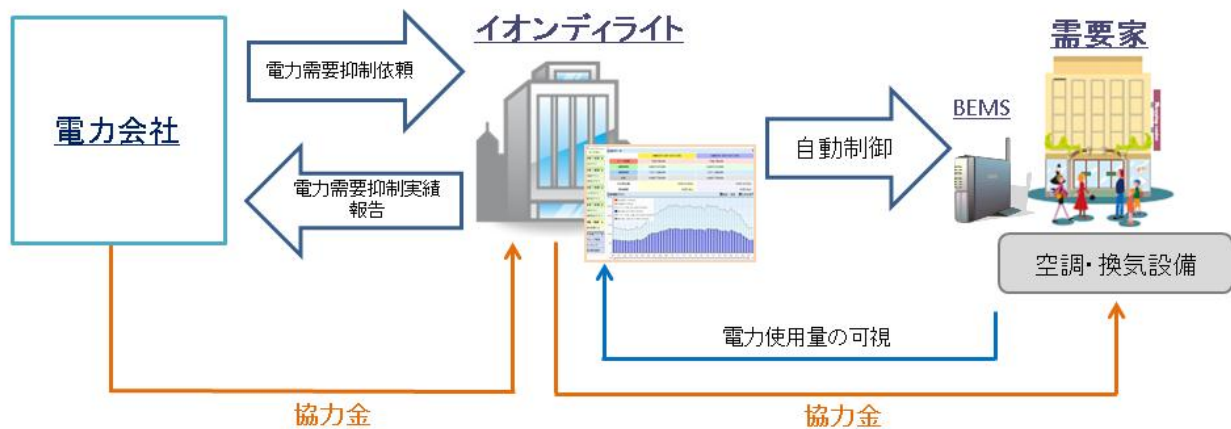 イオンディライト
需要家
電力需要抑制依頼
電力会社
BEMS
自動制御
電力需要抑制実績
報告
空調・換気設備
電力使用量の可視
協力金
協力金